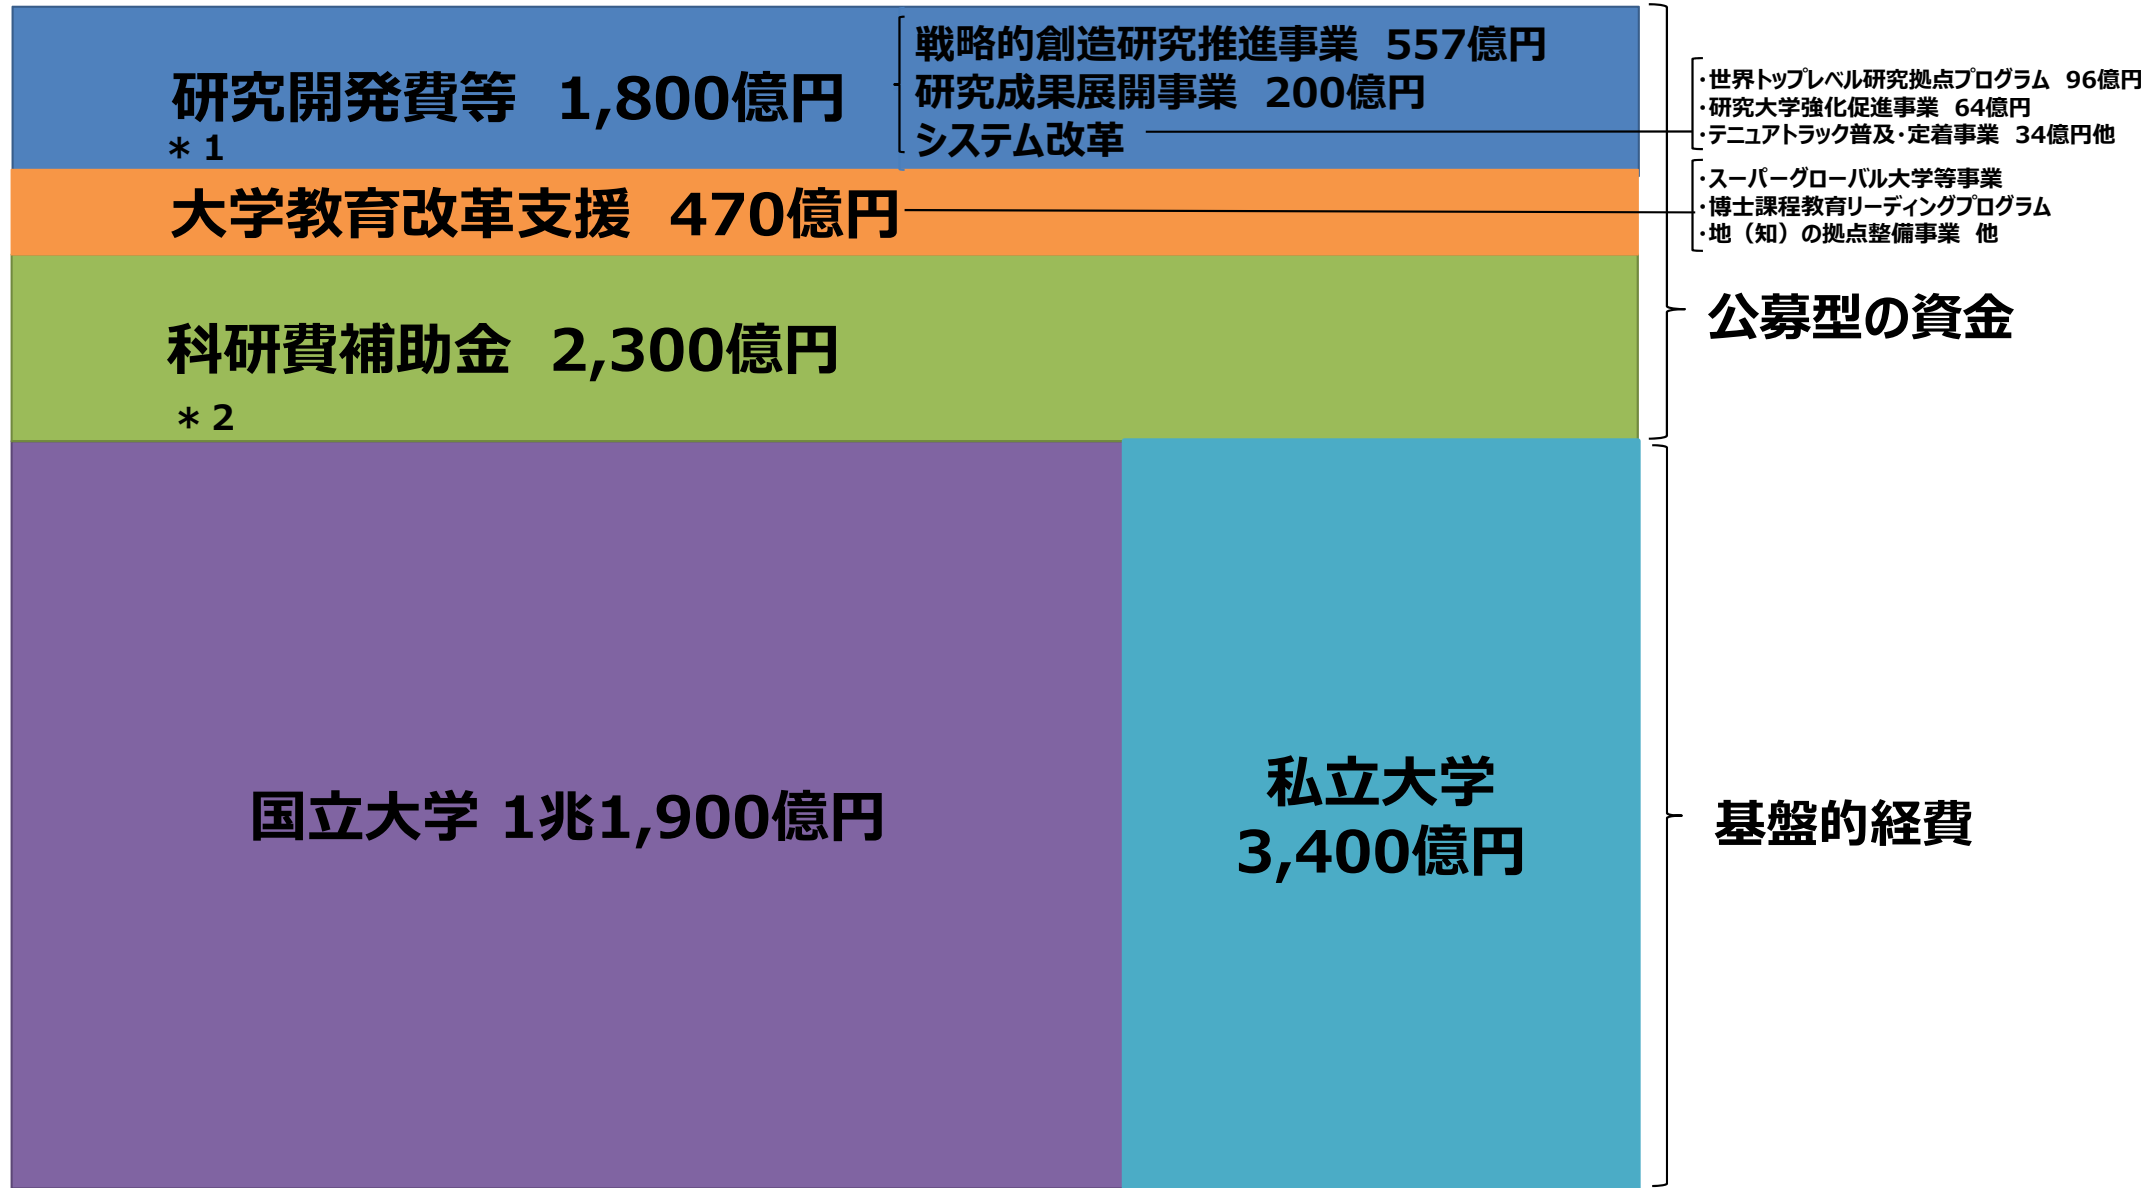 研究開発費等 1,800億円
＊1
戦略的創造研究推進事業 557億円
研究成果展開事業 200億円
システム改革
・世界トップレベル研究拠点プログラム 96億円
・研究大学強化促進事業 64億円
・テニュアトラック普及・定着事業 34億円他
大学教育改革支援 470億円
・スーパーグローバル大学等事業
・博士課程教育リーディングプログラム
・地（知）の拠点整備事業 他
科研費補助金 2,300億円
＊2
公募型の資金
国立大学 1兆1,900億円
私立大学
3,400億円
基盤的経費